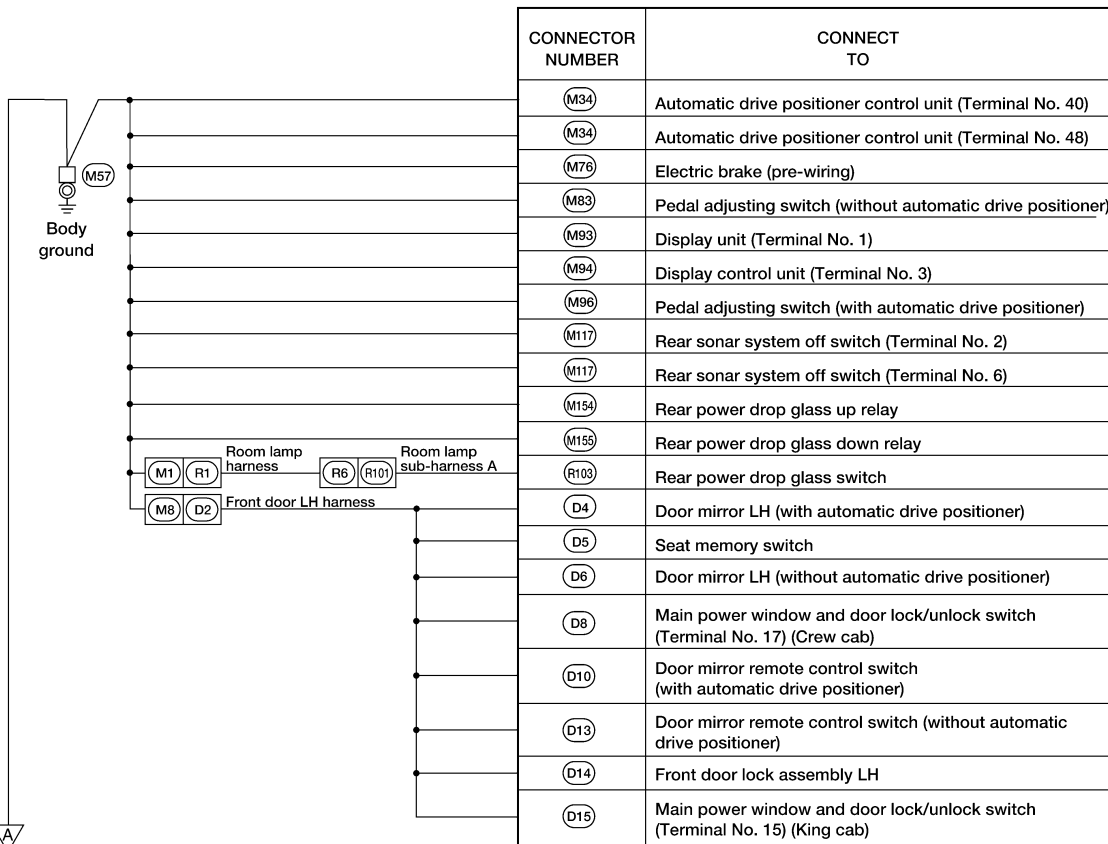 CONNECTOR
NUMBER
CONNECT
TO
M34
Automatic drive positioner control unit (Terminal No. 40)
M34
Automatic drive positioner control unit (Terminal No. 48)
M76
Electric brake (pre-wiring)
M57
M83
Pedal adjusting switch (without automatic drive positioner)
Body
ground
M93
Display unit (Terminal No. 1)
M94
Display control unit (Terminal No. 3)
M96
Pedal adjusting switch (with automatic drive positioner)
M117
Rear sonar system off switch (Terminal No. 2)
M117
Rear sonar system off switch (Terminal No. 6)
M154
Rear power drop glass up relay
M155
Rear power drop glass down relay
M1 R1
Room lamp
harness
R6 R101
Room lamp
sub-harness A
R103
Rear power drop glass switch
M8 D2
Front door LH harness
D4
Door mirror LH (with automatic drive positioner)
D5
Seat memory switch
D6
Door mirror LH (without automatic drive positioner)
D8
Main power window and door lock/unlock switch
(Terminal No. 17) (Crew cab)
D10
Door mirror remote control switch
(with automatic drive positioner)
D13
Door mirror remote control switch (without automatic
drive positioner)
D14
Front door lock assembly LH
D15
Main power window and door lock/unlock switch
(Terminal No. 15) (King cab)
A